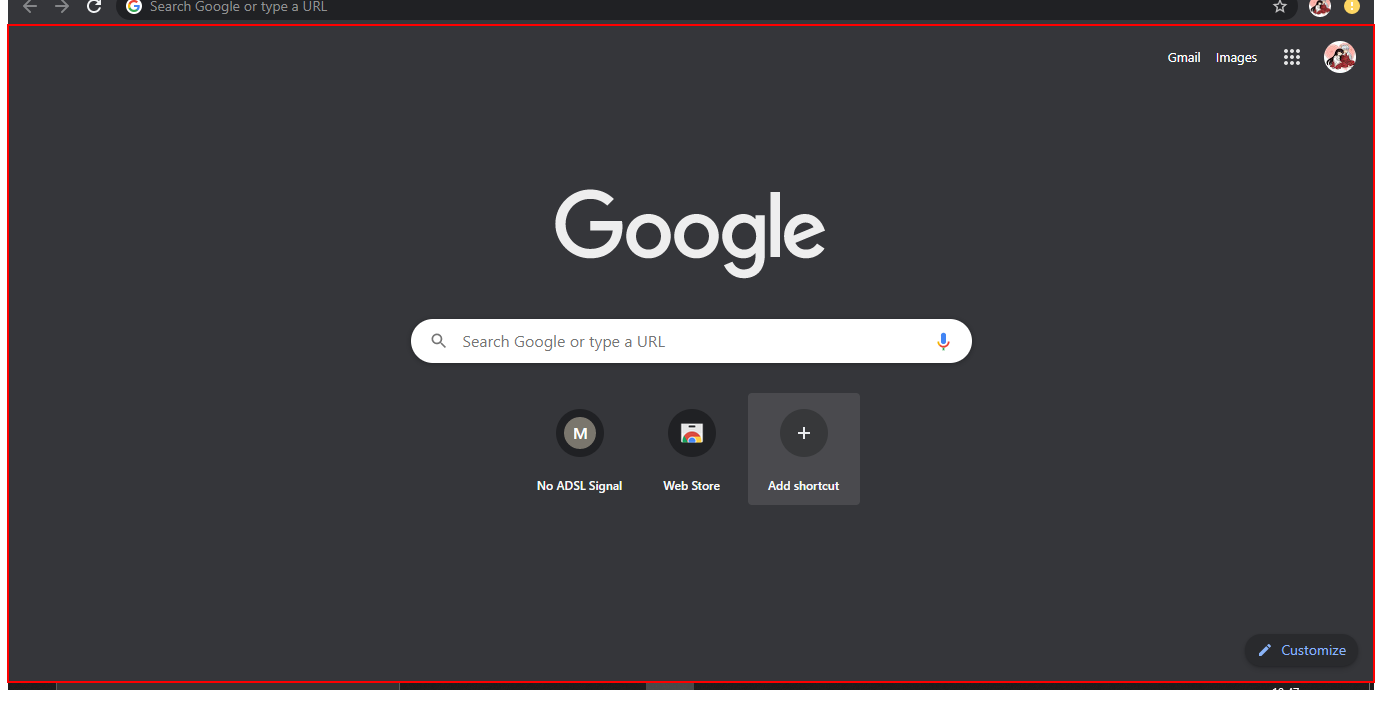 Search Google or type a URL
Gmail Images
Google
Search Google or type a URL
M
No ADSL Signal Web Store Add shortcut
Customize